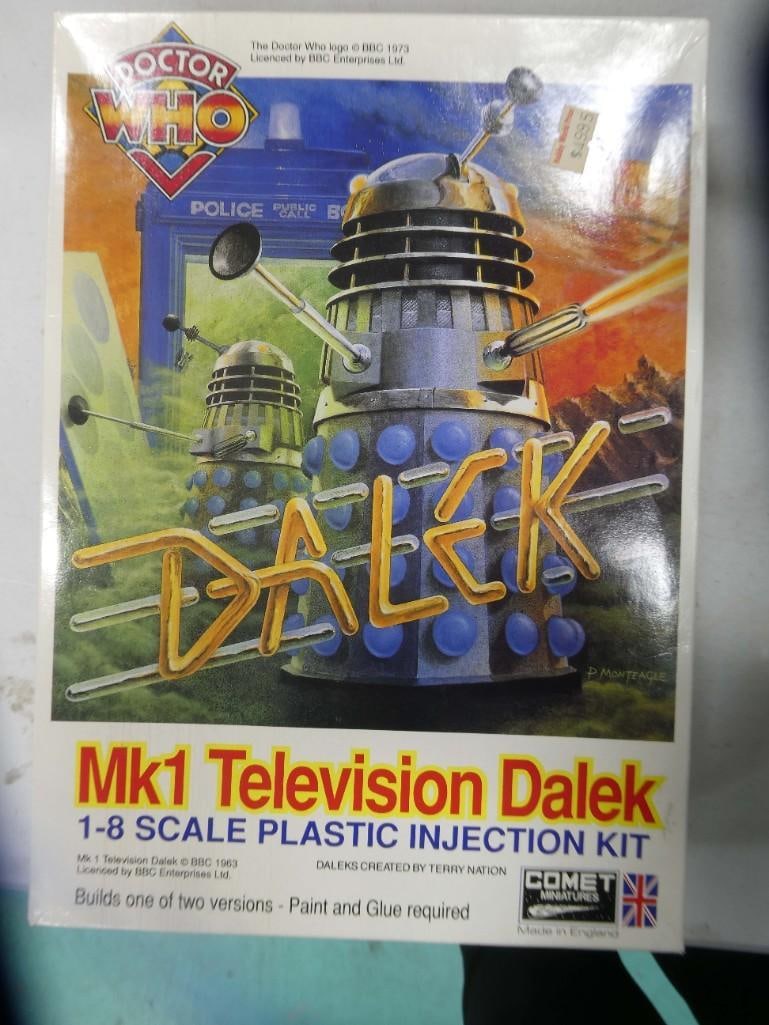 The Doctor Who logo © BBC 1973
Licenced by BBC Enterprises Ltd.
DOCTOR
WHO
$49.95
POLICE PUBLIC CALL B
DALEK
D MONTEAGLE
Mk1 Television Dalek
1-8 SCALE PLASTIC INJECTION KIT
Mk 1 Television Dalek © BBC 1963
Licenced by BBC Enterprises Ltd.
DALEKS CREATED BY TERRY NATION
Builds one of two versions - Paint and Glue required
COMET
MINIATURES
Made in England